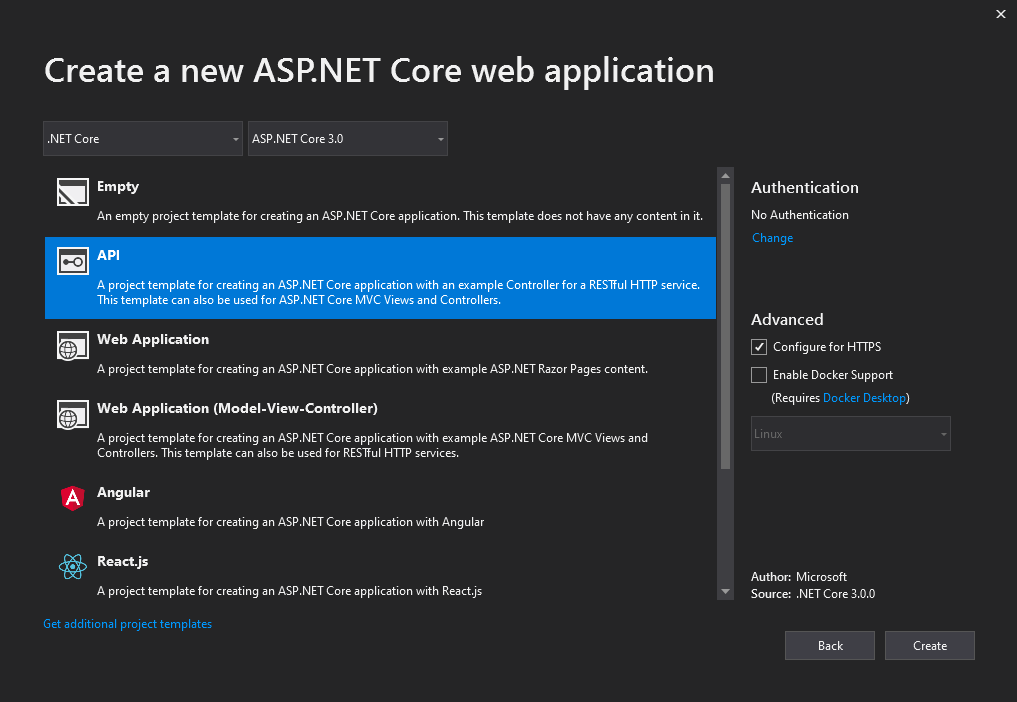 Create a new ASP.NET Core web application
.NET Core
ASP.NET Core 3.0
Empty
An empty project template for creating an ASP.NET Core application. This template does not have any content in it.
API
A project template for creating an ASP.NET Core application with an example Controller for a RESTful HTTP service.
This template can also be used for ASP.NET Core MVC Views and Controllers.
Web Application
A project template for creating an ASP.NET Core application with example ASP.NET Razor Pages content.
Web Application (Model-View-Controller)
A project template for creating an ASP.NET Core application with example ASP.NET Core MVC Views and
Controllers. This template can also be used for RESTful HTTP services.
Angular
A project template for creating an ASP.NET Core application with Angular
React.js
A project template for creating an ASP.NET Core application with React.js
Get additional project templates
Authentication
No Authentication
Change
Advanced
Configure for HTTPS
Enable Docker Support
(Requires Docker Desktop)
Linux
Author: Microsoft
Source: .NET Core 3.0.0
Back
Create